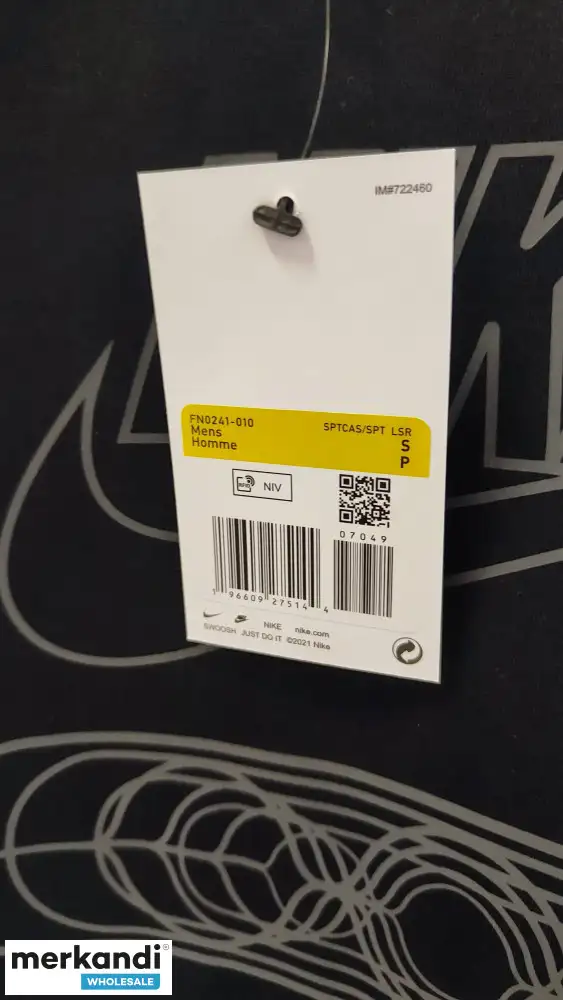 IM#722460
FN0241-010
SPTCAS/SPT LSR
Mens
S
Homme
P
RFID
NIV
07049
1 96609 27514 4
NIKE nike.com
SWOOSH JUST DO IT ©2021 Nike
merkandi®
WHOLESALE